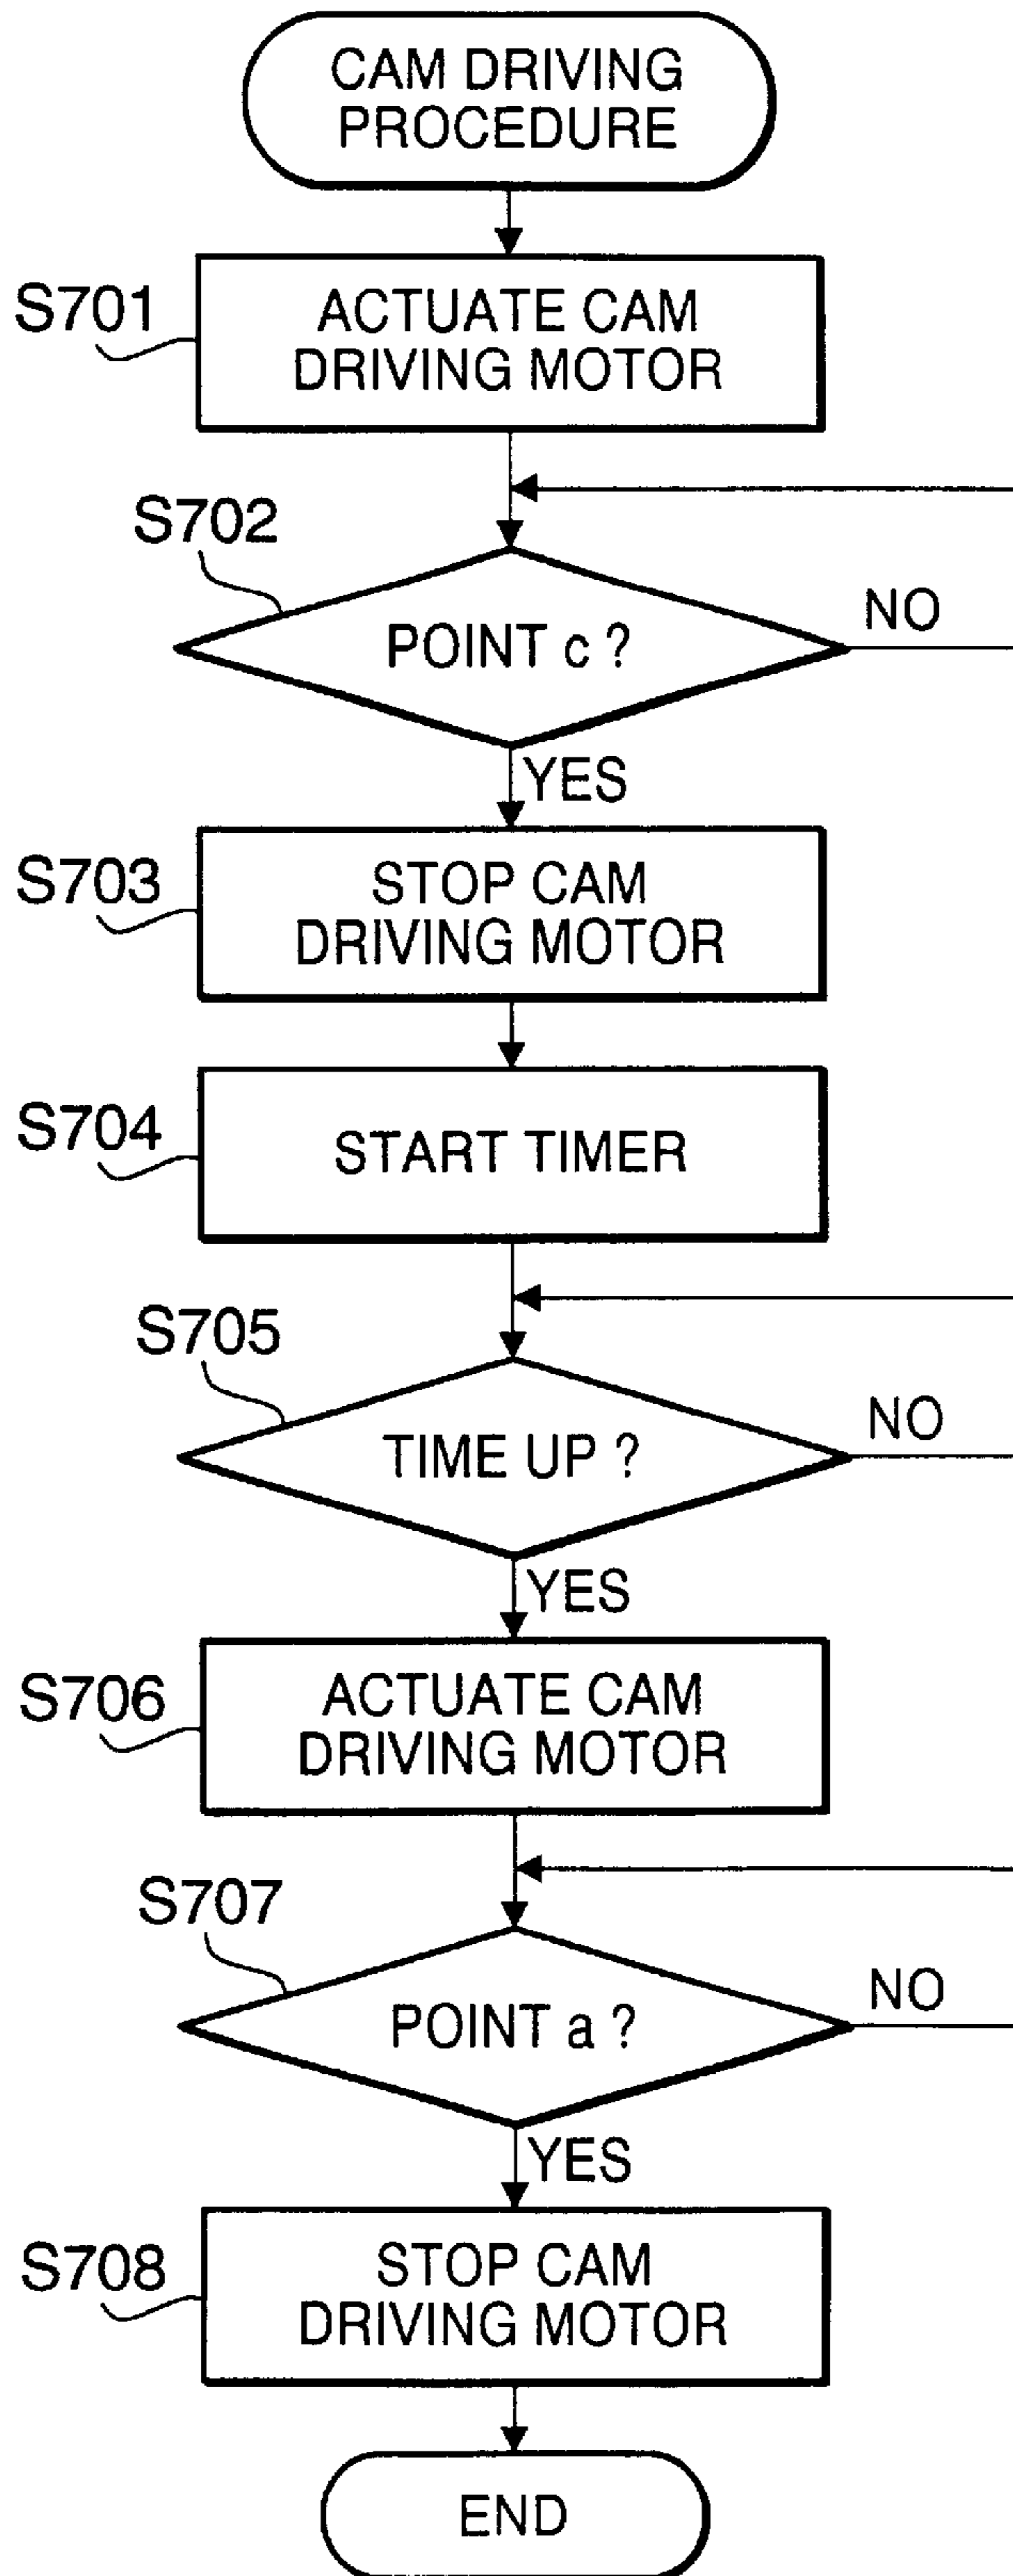 CAM DRIVING
PROCEDURE
S701
ACTUATE CAM
DRIVING MOTOR
S702
POINT c ?
NO
YES
S703
STOP CAM
DRIVING MOTOR
S704
START TIMER
S705
TIME UP ?
NO
YES
S706
ACTUATE CAM
DRIVING MOTOR
S707
POINT a ?
NO
YES
S708
STOP CAM
DRIVING MOTOR
END